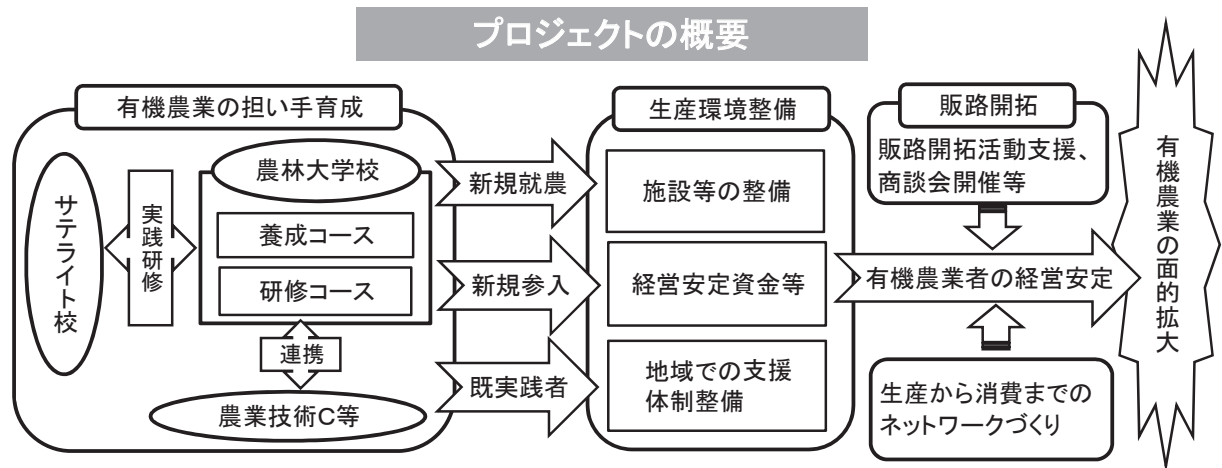 プロジェクトの概要
有機農業の担い手育成
サテライト校
実践研修
農林大学校
養成コース
研修コース
連携
農業技術C等
新規就農
新規参入
既実践者
生産環境整備
施設等の整備
経営安定資金等
地域での支援
体制整備
販路開拓
販路開拓活動支援、
商談会開催等
有機農業者の経営安定
生産から消費までの
ネットワークづくり
有機農業の面的拡大